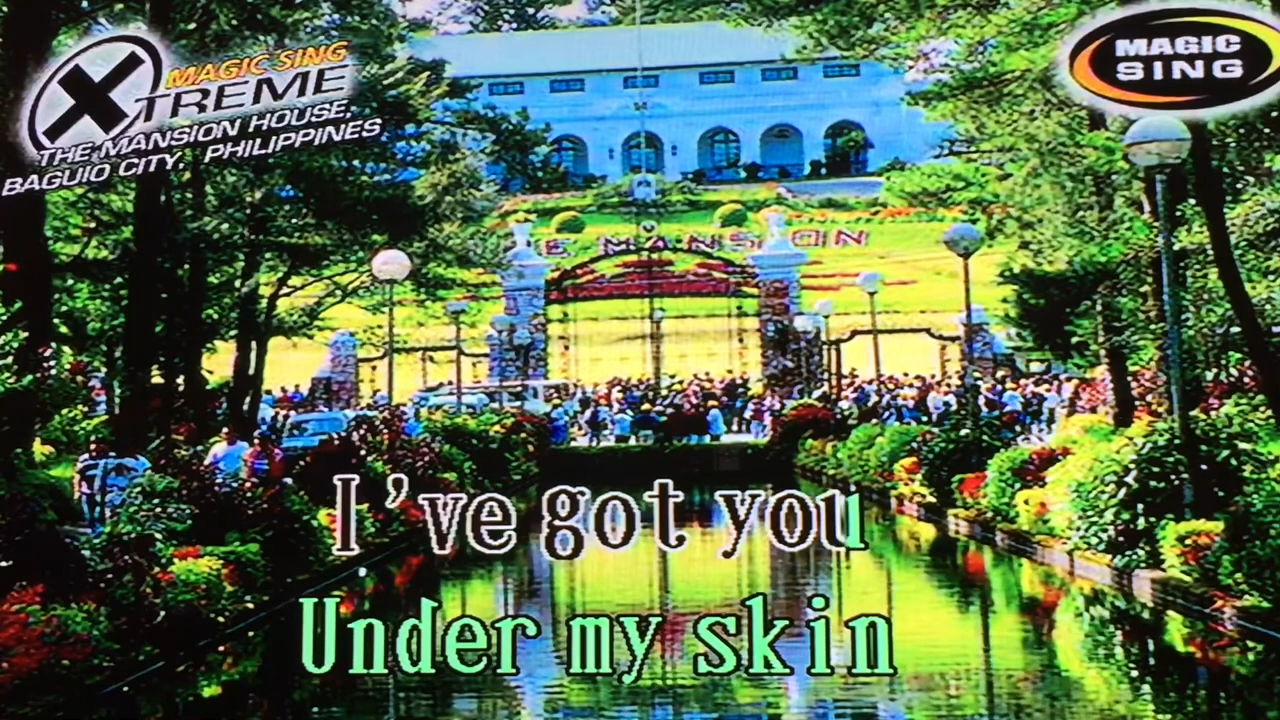 MAGIC SING
XTREME
THE MANSION HOUSE,
BAGUIO CITY, PHILIPPINES
MAGIC
SING
E MANSION
I've got you
Under my skin